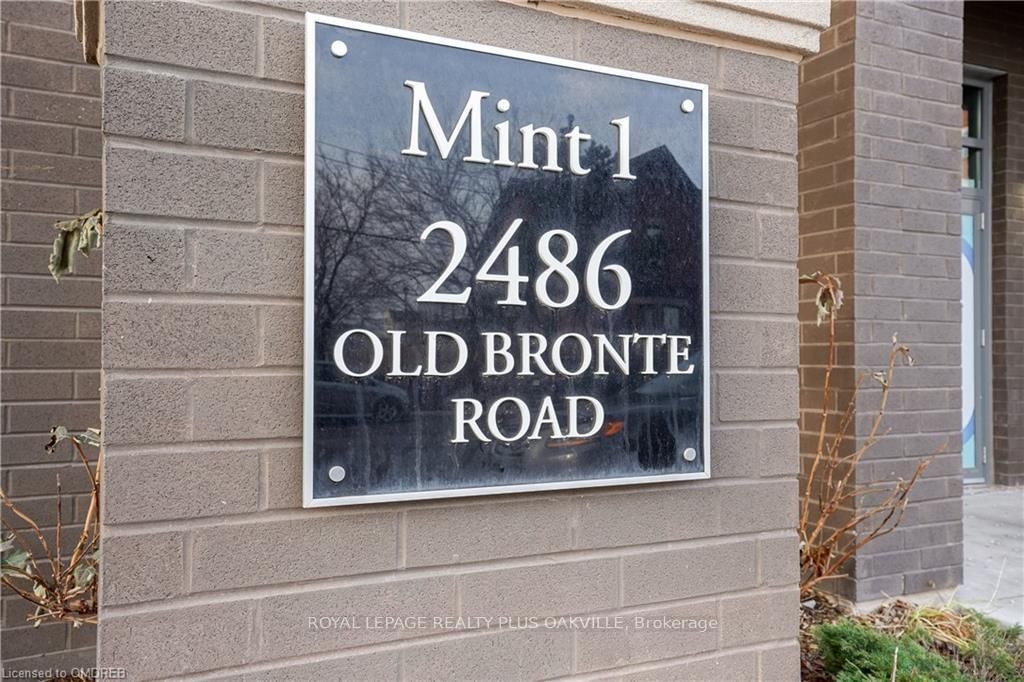 Mint 1
2486
OLD BRONTE
ROAD
ROYAL LEPAGE REALTY PLUS OAKVILLE, Brokerage
Licensed to OMDREB